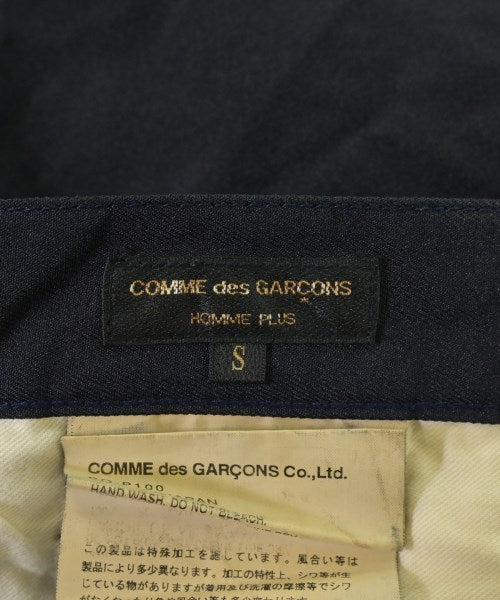 COMME des GARÇONS
HOMME PLUS
S
COMME des GARÇONS Co.,Ltd.
HAND WASH. DO NOT BLEACH.
この製品は特殊加工を施しています。風合い等は
製品により多少異なります。加工の特性上、シワ等が生
じている物がありますが着用及び洗濯の摩擦等でシワ